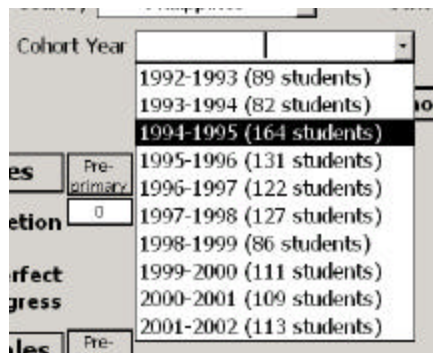 Cohort Year
1992-1993 (89 students)
1993-1994 (82 students)
1994-1995 (164 students)
1995-1996 (131 students)
1996-1997 (122 students)
1997-1998 (127 students)
1998-1999 (86 students)
1999-2000 (111 students)
2000-2001 (109 students)
2001-2002 (113 students)
Pre-
primary
0
Pre-